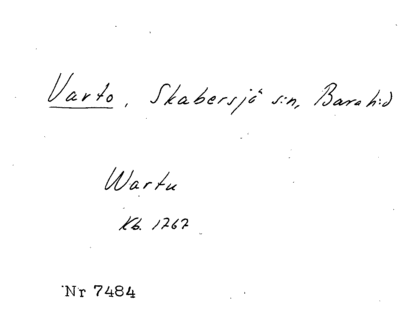 Varto, Skabersjö s:n, Bara h:d
Wartu
Kb. 1767
Nr 7484